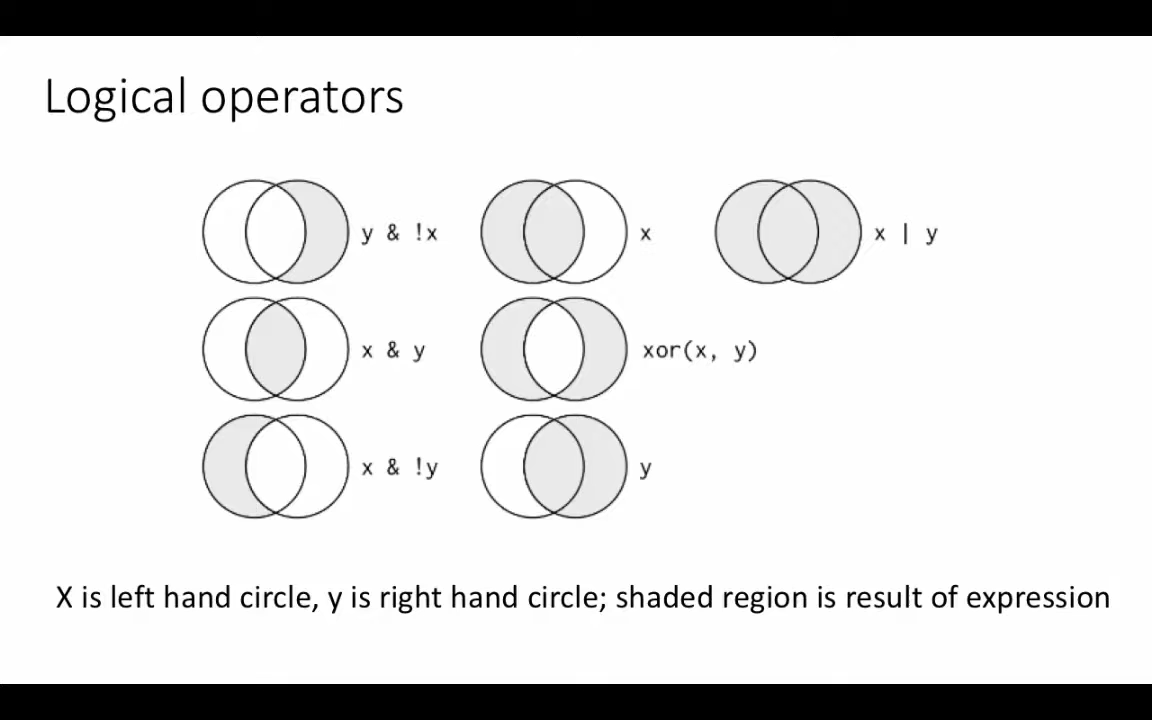 Logical operators
y & !x
x
x | y
x & y
xor(x, y)
x & !y
y
X is left hand circle, y is right hand circle; shaded region is result of expression